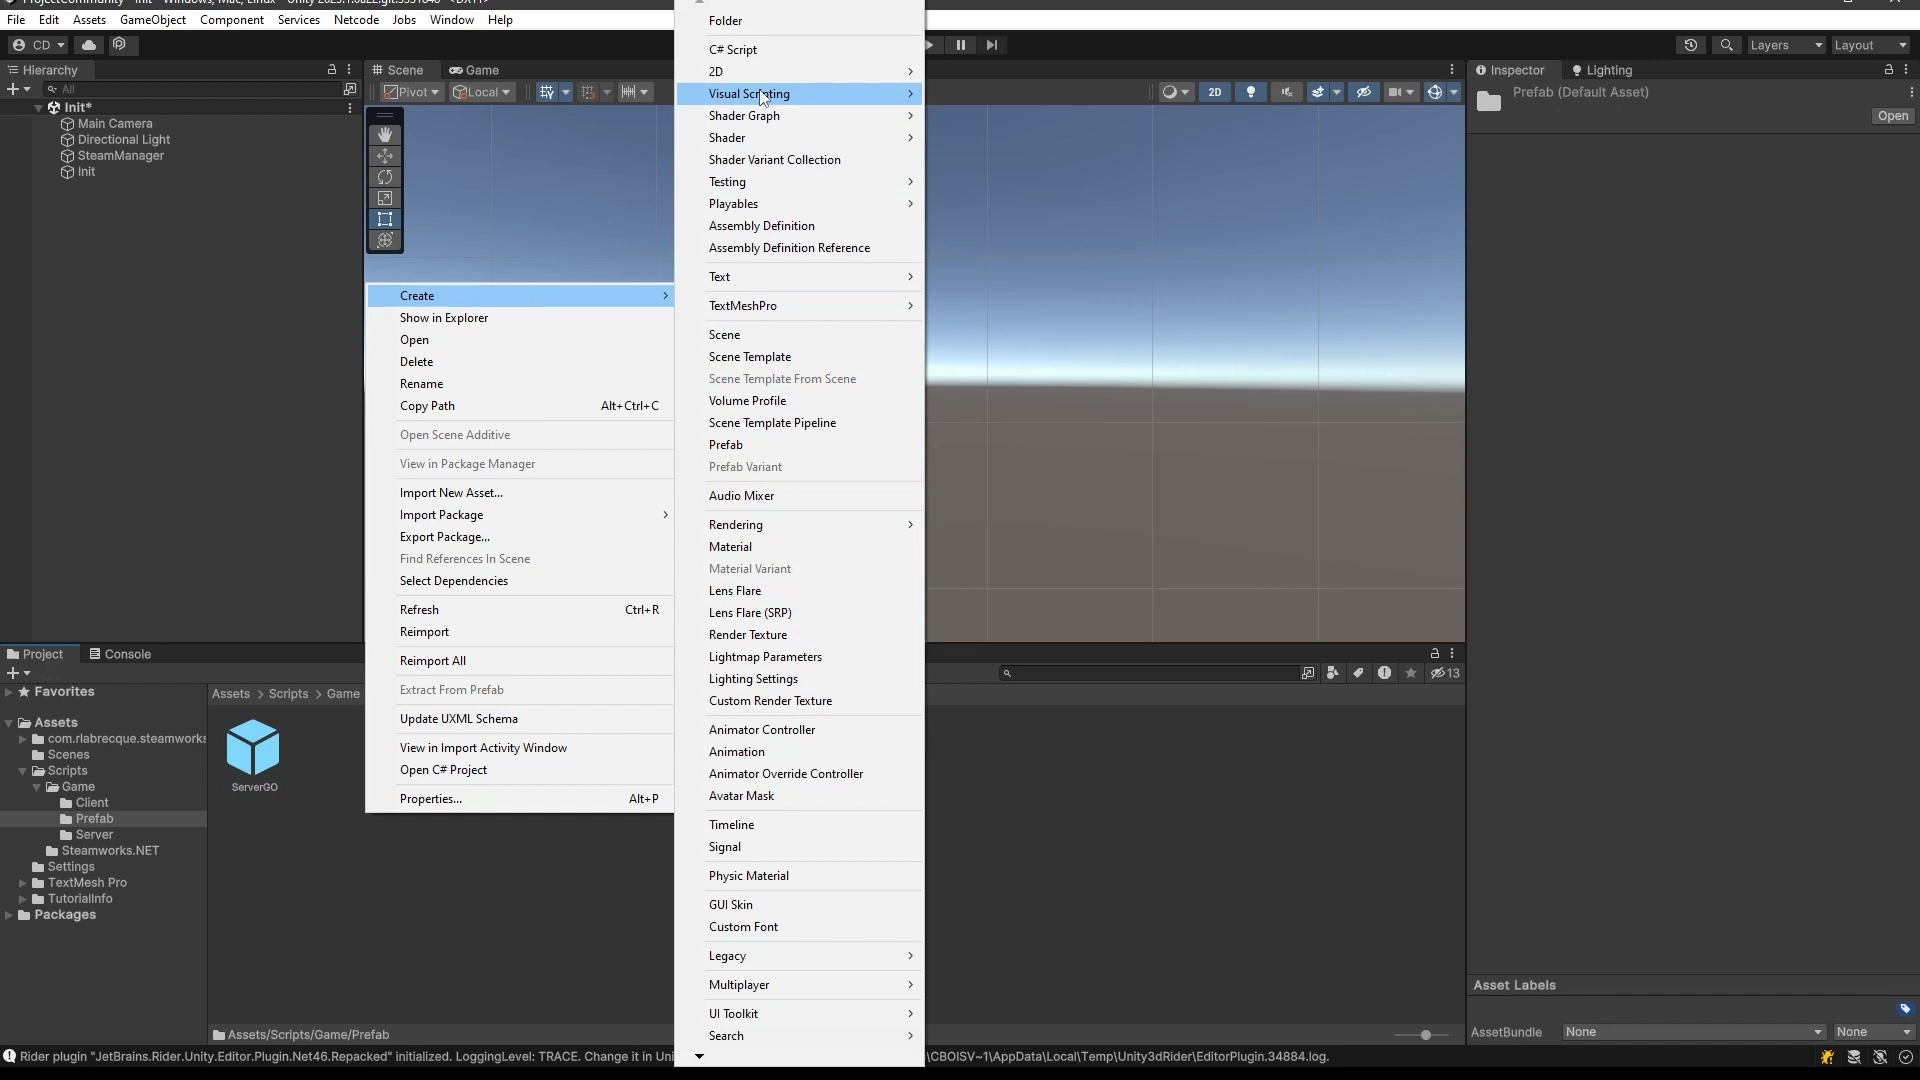 File Edit Assets GameObject Component Services Netcode Jobs Window Help
CD
Layers
Layout
Hierarchy
All
Init*
Main Camera
Directional Light
SteamManager
Init
Scene
Game
Pivot
Local
2D
Inspector
Lighting
Prefab (Default Asset)
Open
Create
Show in Explorer
Open
Delete
Rename
Copy Path Alt+Ctrl+C
Open Scene Additive
View in Package Manager
Import New Asset...
Import Package
Export Package...
Find References In Scene
Select Dependencies
Refresh Ctrl+R
Reimport
Reimport All
Extract From Prefab
Update UXML Schema
View in Import Activity Window
Open C# Project
Properties... Alt+P
Folder
C# Script
2D
Visual Scripting
Shader Graph
Shader
Shader Variant Collection
Testing
Playables
Assembly Definition
Assembly Definition Reference
Text
TextMeshPro
Scene
Scene Template
Scene Template From Scene
Volume Profile
Scene Template Pipeline
Prefab
Prefab Variant
Audio Mixer
Rendering
Material
Material Variant
Lens Flare
Lens Flare (SRP)
Render Texture
Lightmap Parameters
Lighting Settings
Custom Render Texture
Animator Controller
Animation
Animator Override Controller
Avatar Mask
Timeline
Signal
Physic Material
GUI Skin
Custom Font
Legacy
Multiplayer
UI Toolkit
Search
Project
Console
13
Favorites
Assets
com.rlabrecque.steamworks
Scenes
Scripts
Game
Client
Prefab
Server
Steamworks.NET
Settings
TextMesh Pro
TutorialInfo
Packages
Assets > Scripts > Game
ServerGO
Assets/Scripts/Game/Prefab
Asset Labels
AssetBundle None None
Rider plugin "JetBrains.Rider.Unity.Editor.Plugin.Net46.Repacked" initialized. LoggingLevel: TRACE. Change it in Uni \CBOISV~1\AppData\Local\Temp\Unity3dRider\EditorPlugin.34884.log.